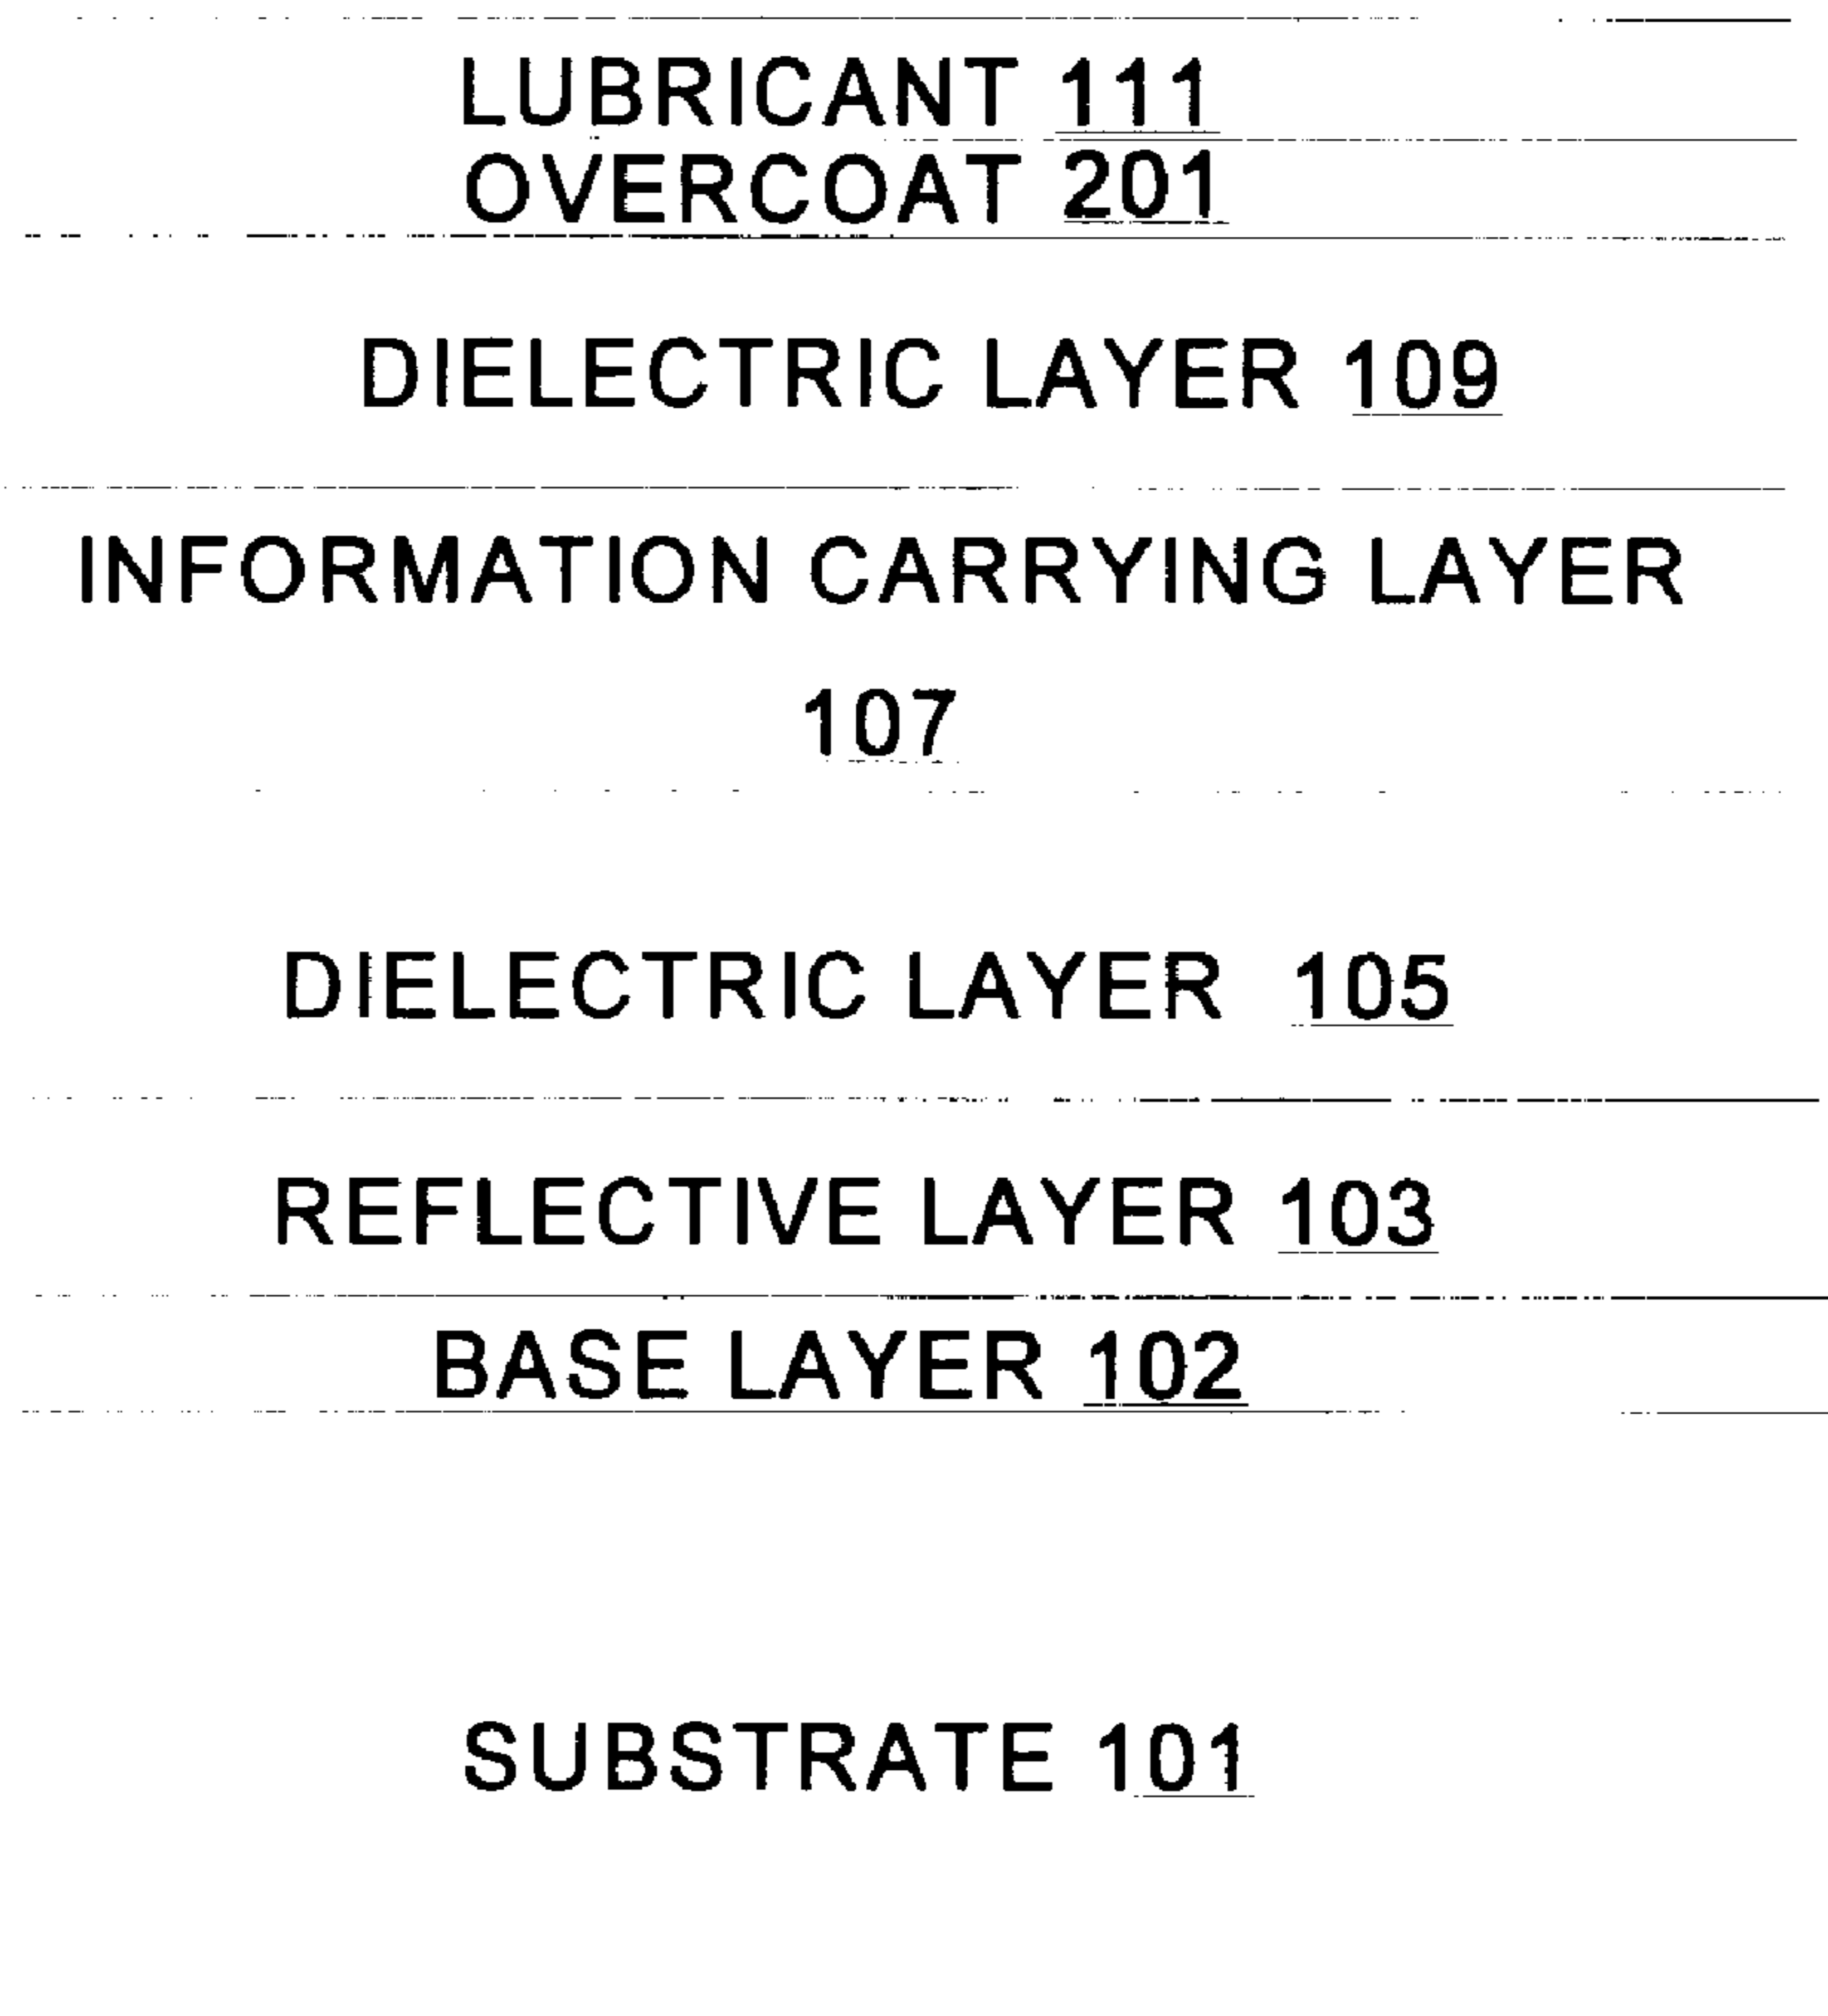 LUBRICANT 111
OVERCOAT 201
DIELECTRIC LAYER 109
INFORMATION CARRYING LAYER
107
DIELECTRIC LAYER 105
REFLECTIVE LAYER 103
BASE LAYER 102
SUBSTRATE 101